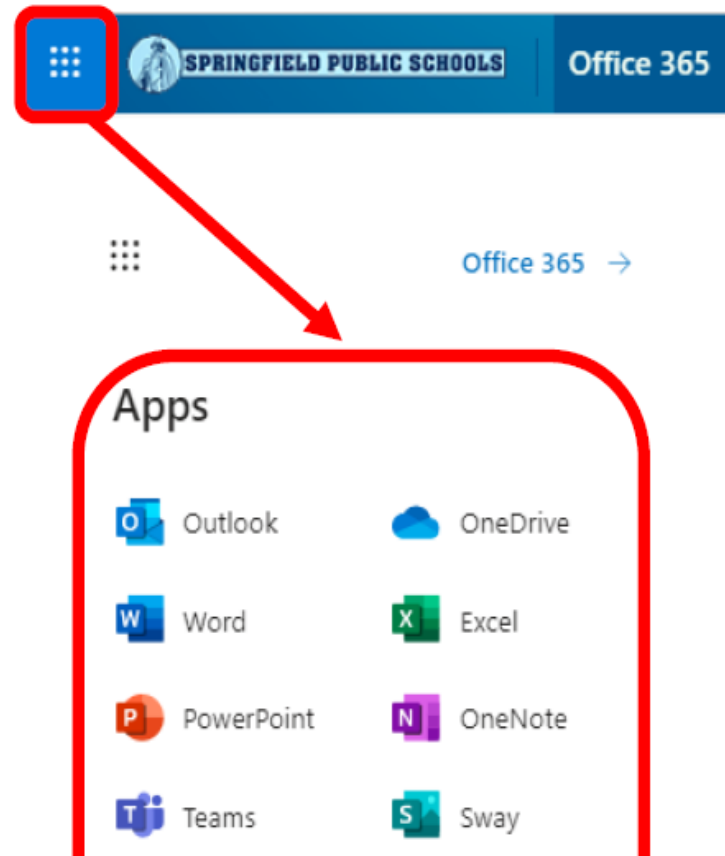 SPRINGFIELD PUBLIC SCHOOLS Office 365
Office 365 →
Apps
Outlook OneDrive
Word Excel
PowerPoint OneNote
Teams Sway